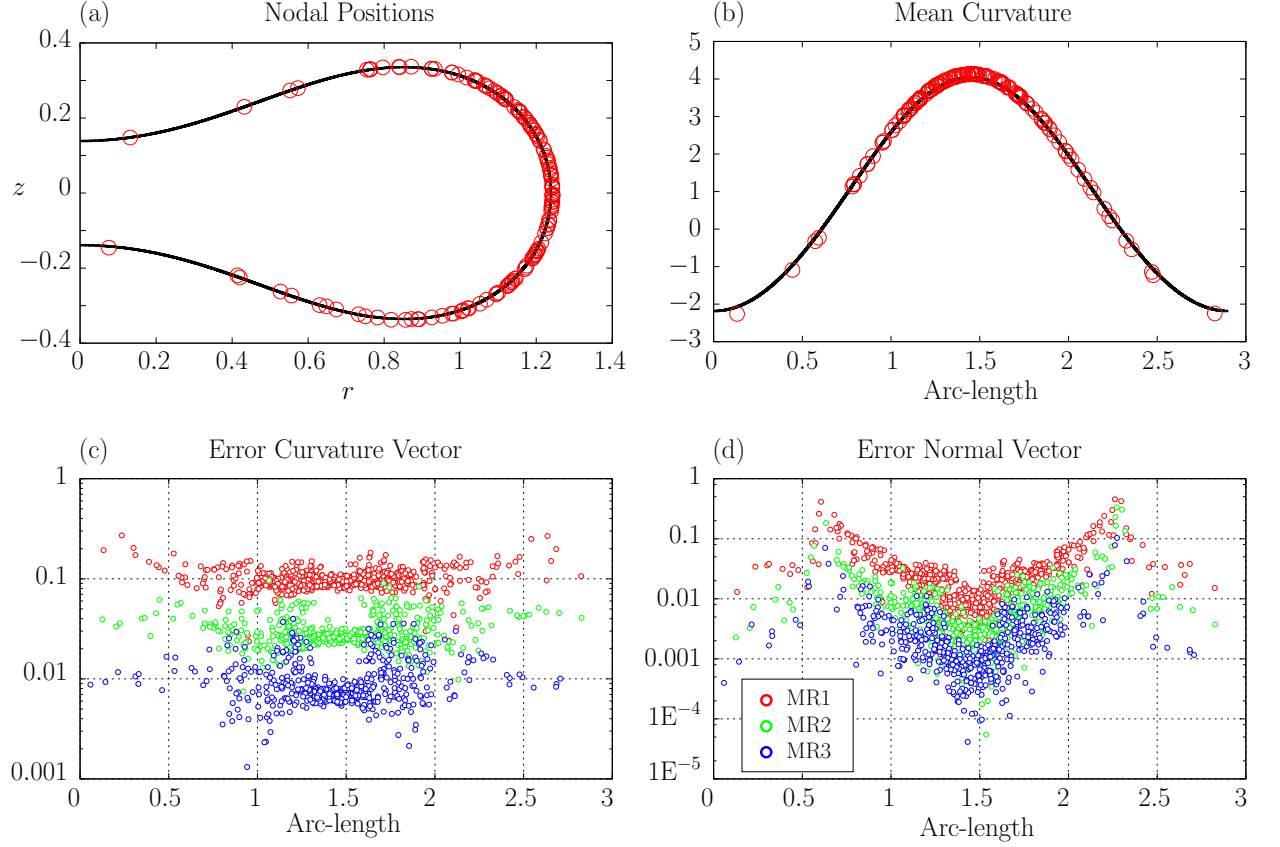 (a) Nodal Positions
0.4
0.2
z 0
−0.2
−0.4
0 0.2 0.4 0.6 0.8 1 1.2 1.4
r
(b) Mean Curvature
5
4
3
2
1
0
−1
−2
−3
0 0.5 1 1.5 2 2.5 3
Arc-length
(c) Error Curvature Vector
1
0.1
0.01
0.001
0 0.5 1 1.5 2 2.5 3
Arc-length
(d) Error Normal Vector
1
0.1
0.01
0.001
1E⁻⁴
1E⁻⁵
MR1
MR2
MR3
0 0.5 1 1.5 2 2.5 3
Arc-length